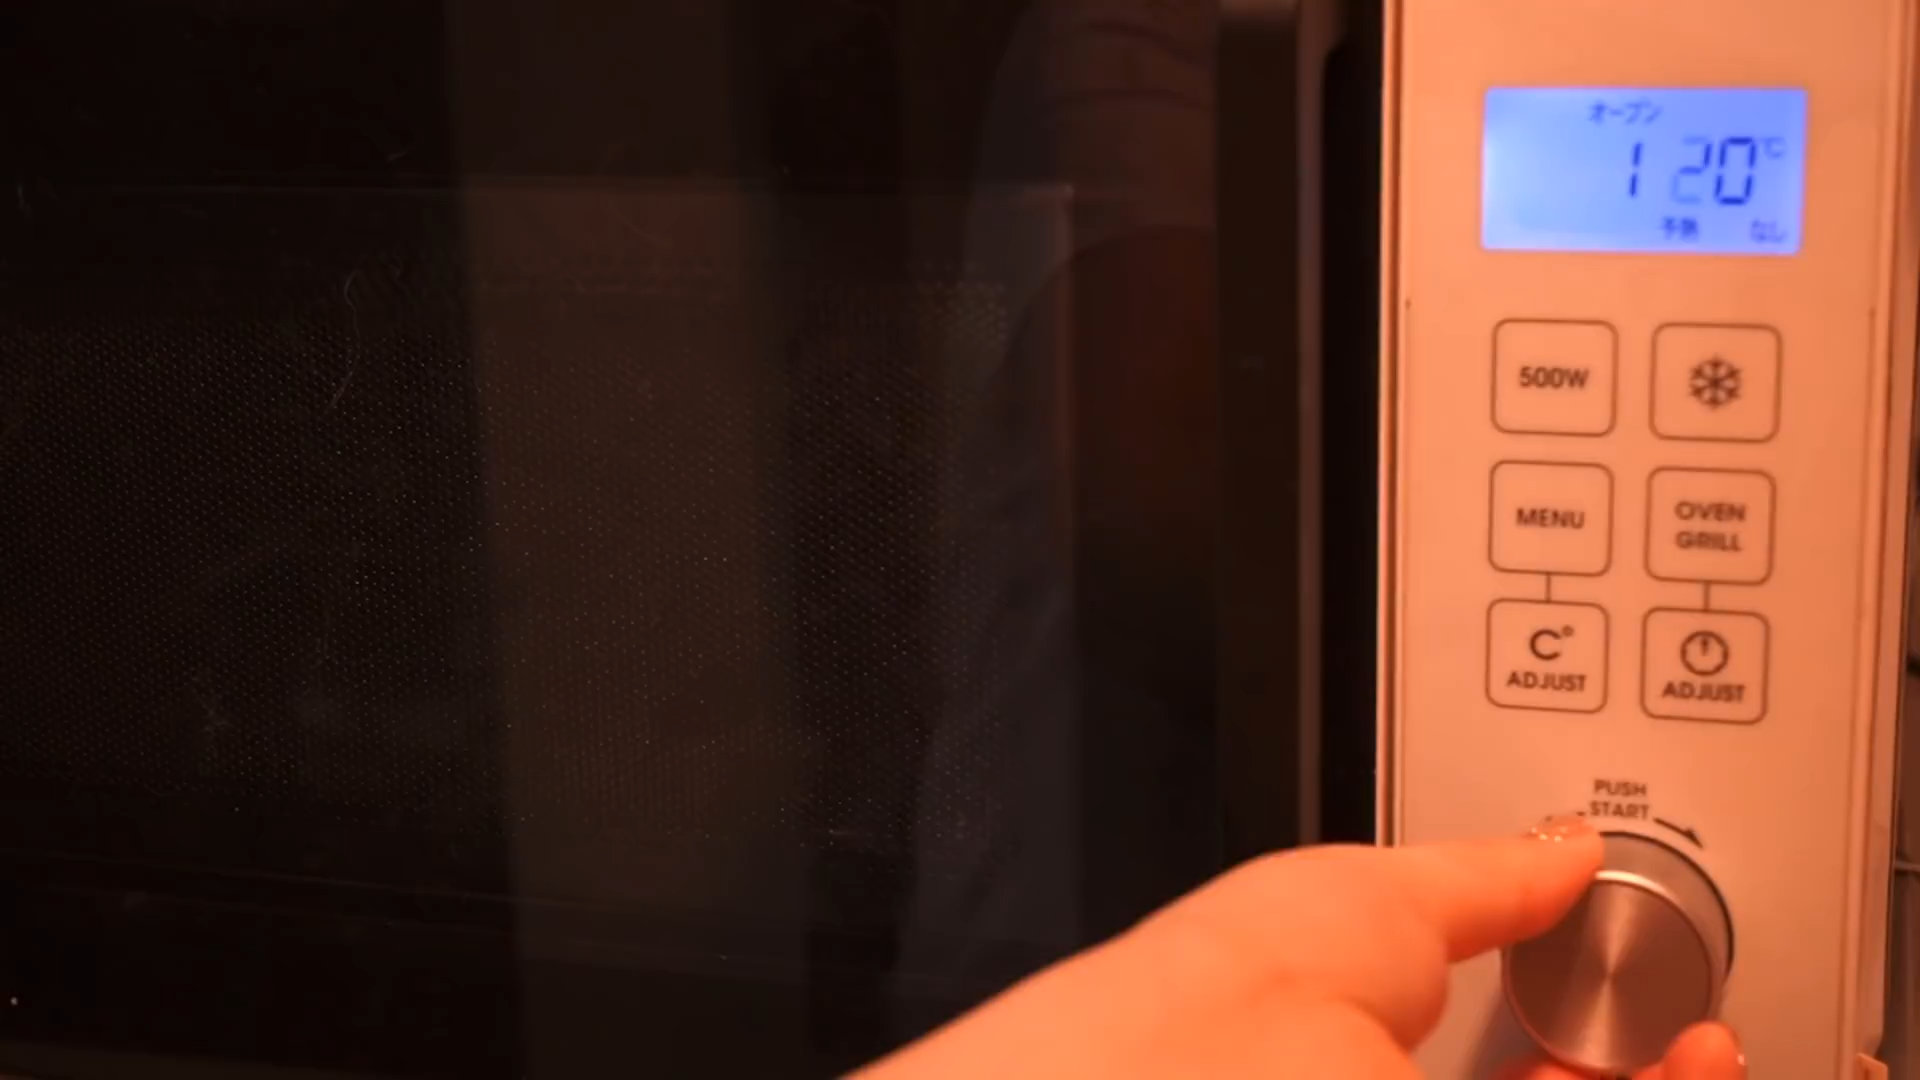 オーブン
120℃
予熱 なし
500W
MENU
OVEN
GRILL
C°
ADJUST
ADJUST
PUSH
START